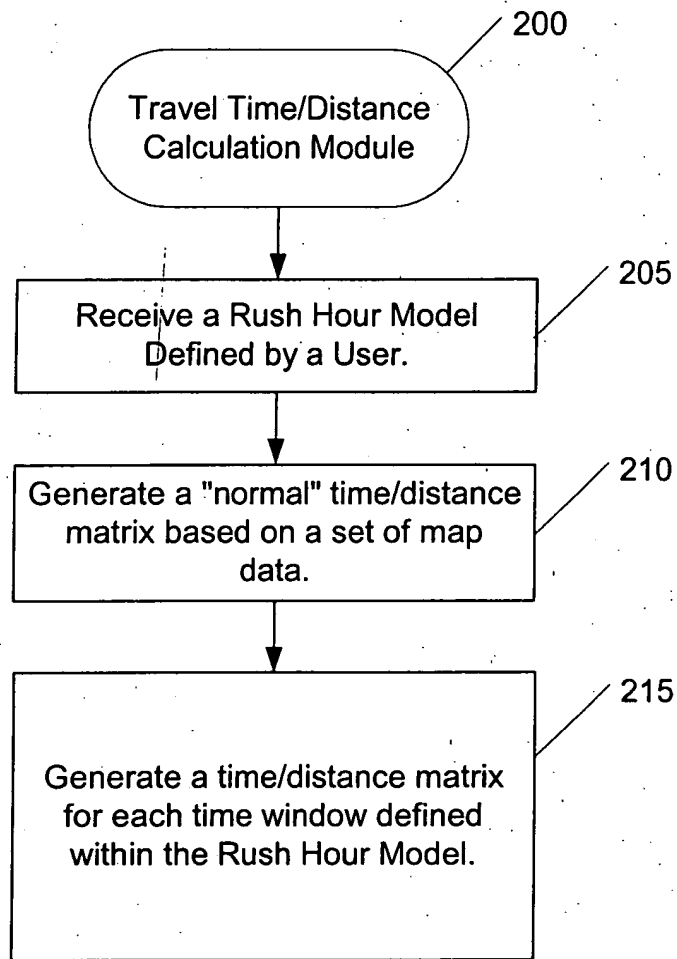 200
Travel Time/Distance
Calculation Module
205
Receive a Rush Hour Model
Defined by a User.
210
Generate a "normal" time/distance
matrix based on a set of map
data.
215
Generate a time/distance matrix
for each time window defined
within the Rush Hour Model.